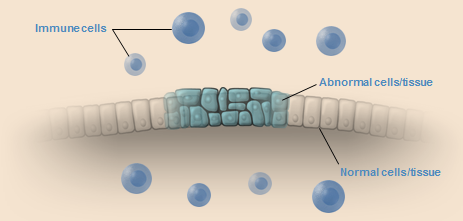 Immune cells
Abnormal cells/tissue
Normal cells/tissue